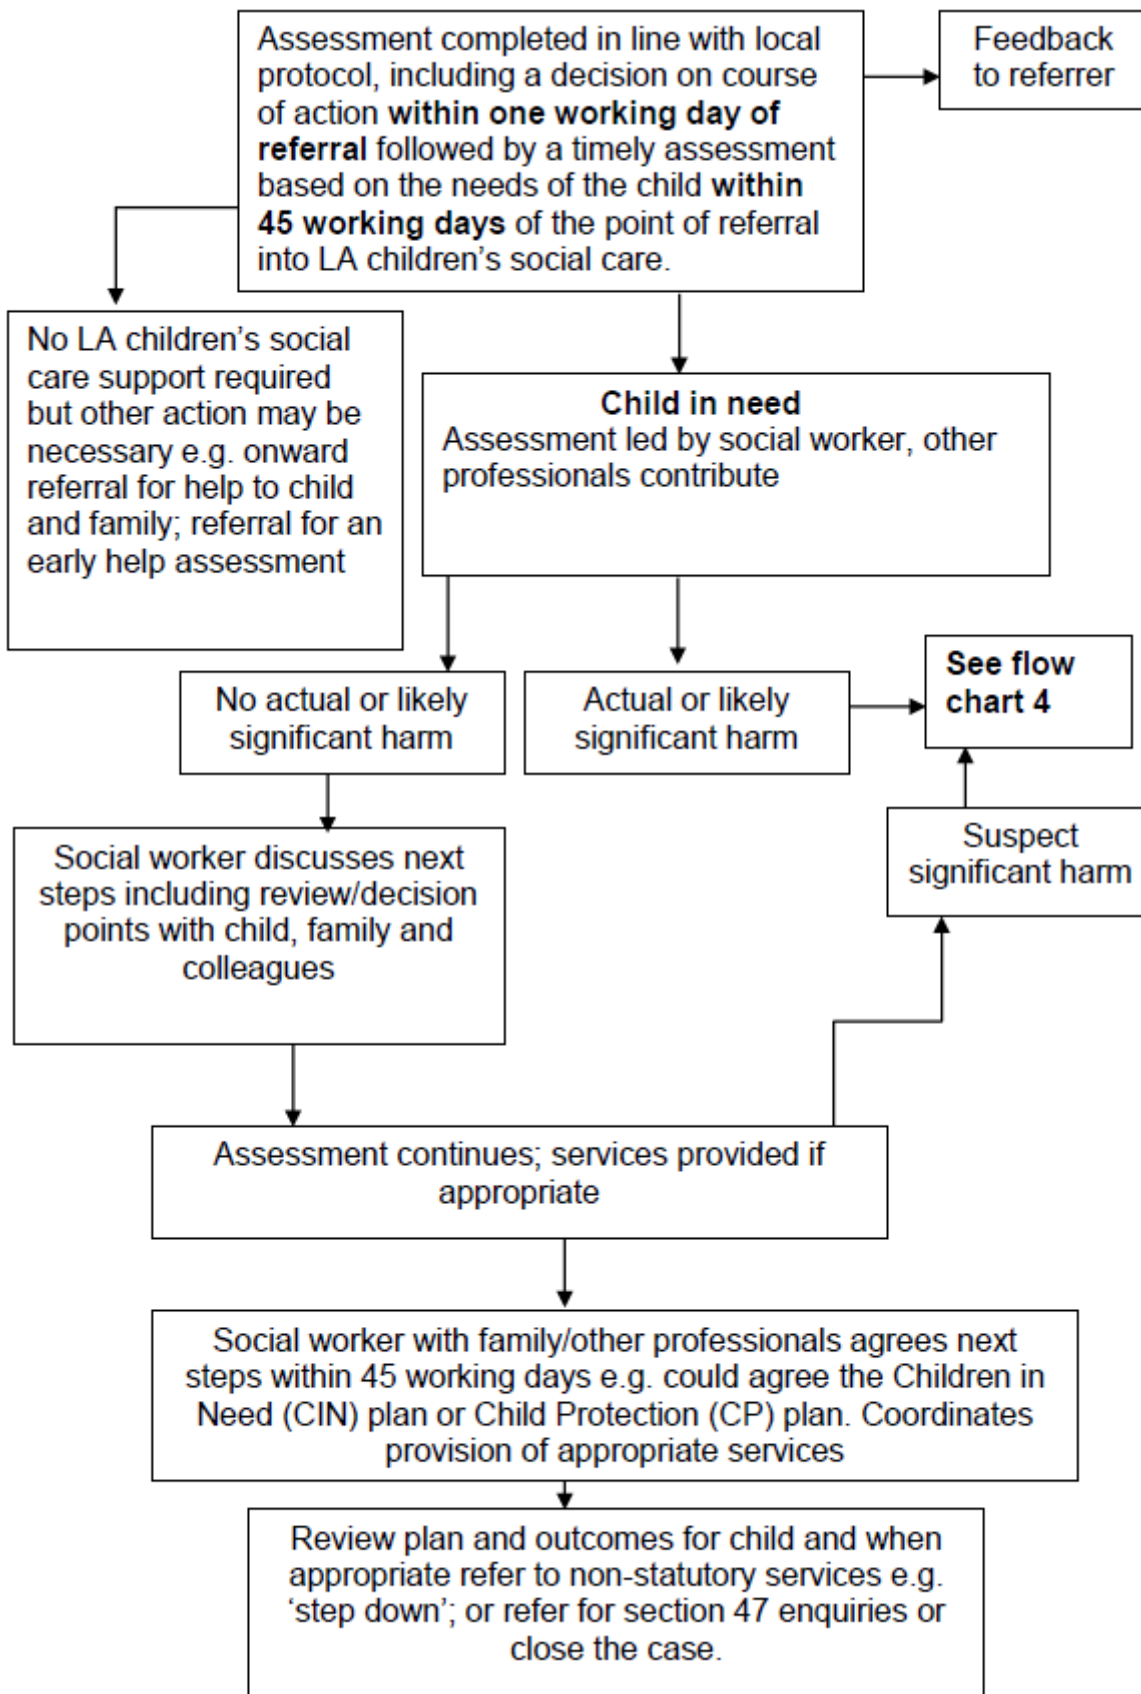 Assessment completed in line with local
protocol, including a decision on course
of action within one working day of
referral followed by a timely assessment
based on the needs of the child within
45 working days of the point of referral
into LA children’s social care.
Feedback
to referrer
No LA children’s social
care support required
but other action may be
necessary e.g. onward
referral for help to child
and family; referral for an
early help assessment
Child in need
Assessment led by social worker, other
professionals contribute
No actual or likely
significant harm
Actual or likely
significant harm
See flow
chart 4
Suspect
significant harm
Social worker discusses next
steps including review/decision
points with child, family and
colleagues
Assessment continues; services provided if
appropriate
Social worker with family/other professionals agrees next
steps within 45 working days e.g. could agree the Children in
Need (CIN) plan or Child Protection (CP) plan. Coordinates
provision of appropriate services
Review plan and outcomes for child and when
appropriate refer to non-statutory services e.g.
‘step down’; or refer for section 47 enquiries or
close the case.